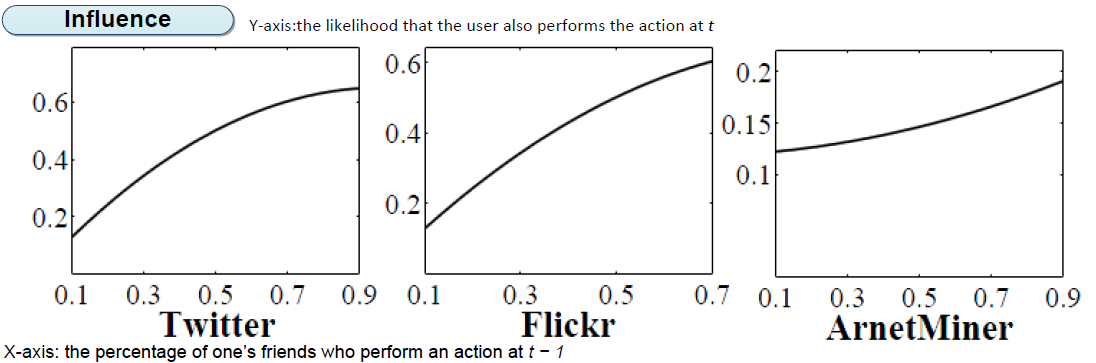 Influence
Y-axis:the likelihood that the user also performs the action at t
0.6
0.4
0.2
0.1 0.3 0.5 0.7 0.9
Twitter
0.6
0.4
0.2
0.1 0.3 0.5 0.7
Flickr
0.2
0.15
0.1
0.1 0.3 0.5 0.7 0.9
ArnetMiner
X-axis: the percentage of one's friends who perform an action at t − 1